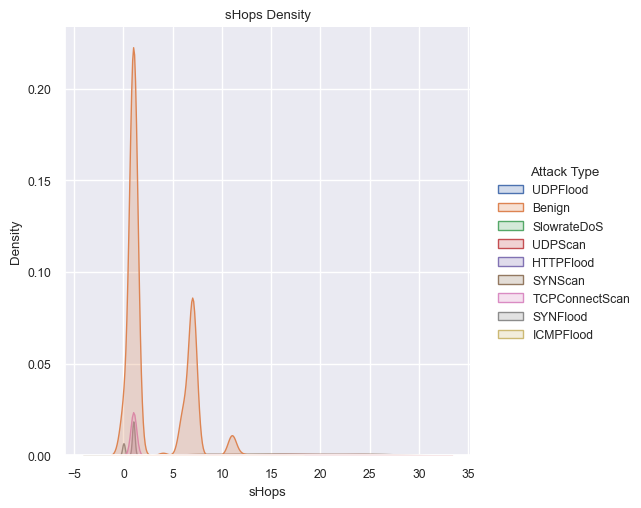 sHops Density
0.20
0.15
0.10
0.05
0.00
Density
−5
0
5
10
15
20
25
30
35
sHops
Attack Type
UDPFlood
Benign
SlowrateDoS
UDPScan
HTTPFlood
SYNScan
TCPConnectScan
SYNFlood
ICMPFlood